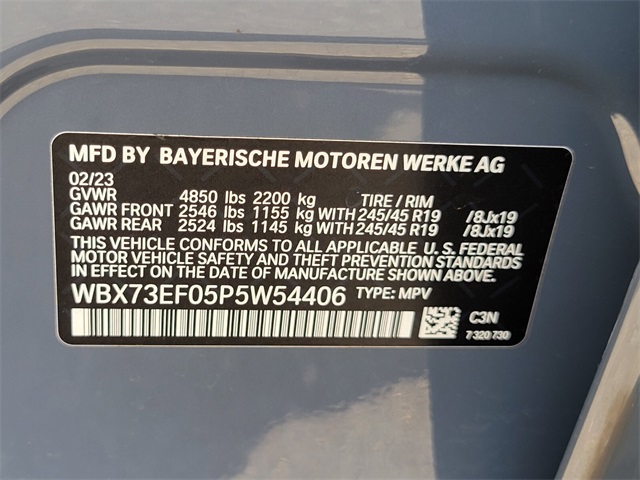 MFD BY BAYERISCHE MOTOREN WERKE AG
02/23
GVWR 4850 lbs 2200 kg TIRE / RIM
GAWR FRONT 2546 lbs 1155 kg WITH 245/45 R19 /8Jx19
GAWR REAR 2524 lbs 1145 kg WITH 245/45 R19 /8Jx19
THIS VEHICLE CONFORMS TO ALL APPLICABLE U. S. FEDERAL
MOTOR VEHICLE SAFETY AND THEFT PREVENTION STANDARDS
IN EFFECT ON THE DATE OF MANUFACTURE SHOWN ABOVE.
WBX73EF05P5W54406 TYPE: MPV
C3N
7 320 730